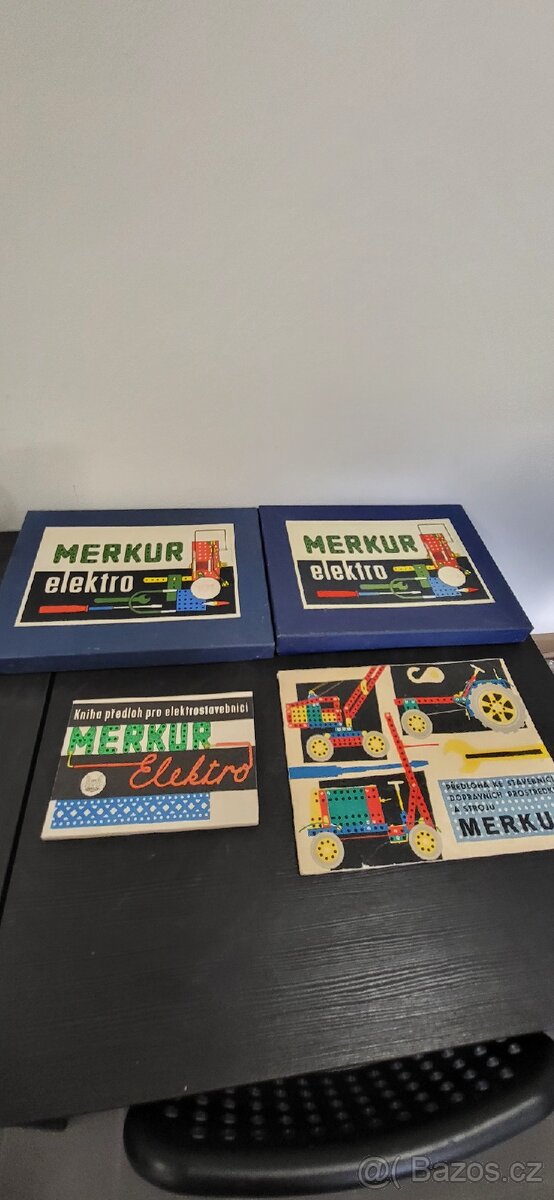 MERKUR
elektro
MERKUR
elektro
Kniha předloh pro elektrostavebnici
MERKUR
Elektro
PŘEDLOHA KE STAVEBNICI
DOPRAVNÍCH PROSTŘEDKŮ
A STROJŮ
MERKU
@( Bazos.cz